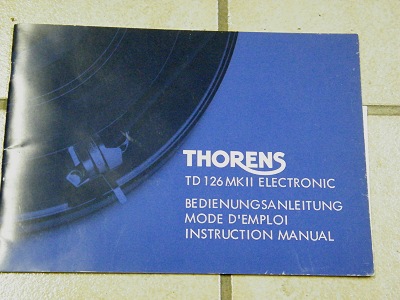 THORENS
TD 126 MKII ELECTRONIC
BEDIENUNGSANLEITUNG
MODE D'EMPLOI
INSTRUCTION MANUAL